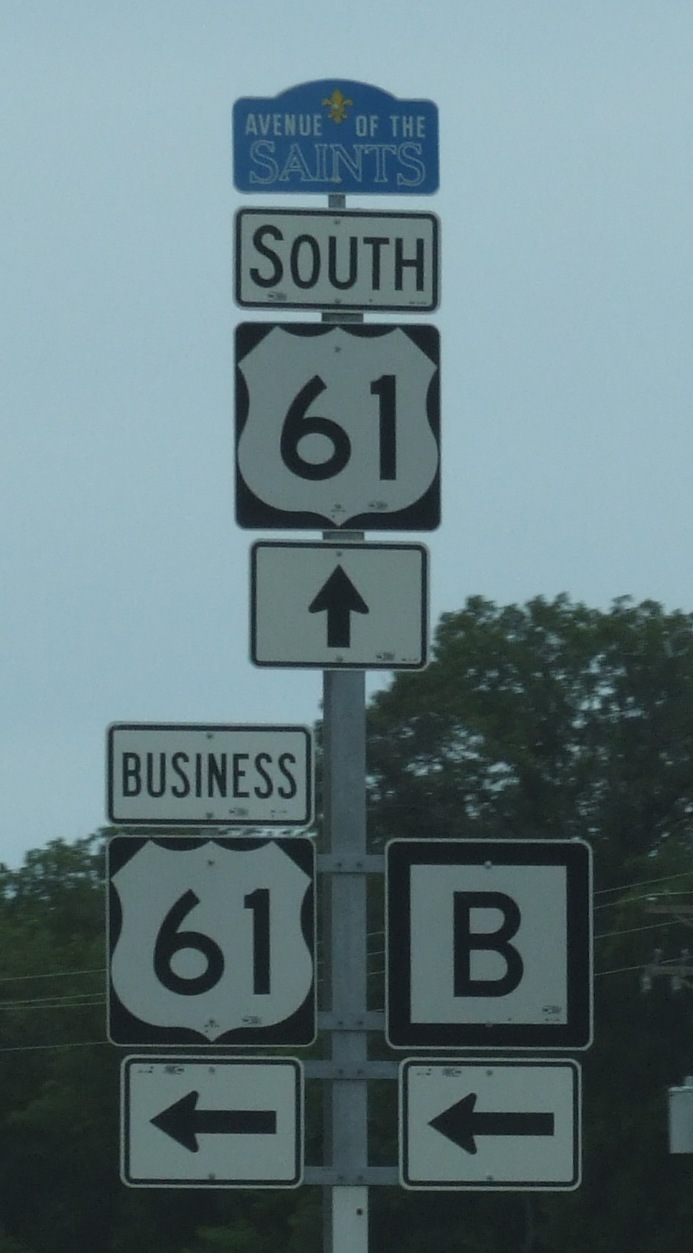 AVENUE OF THE
SAINTS
SOUTH
61
BUSINESS
61
B